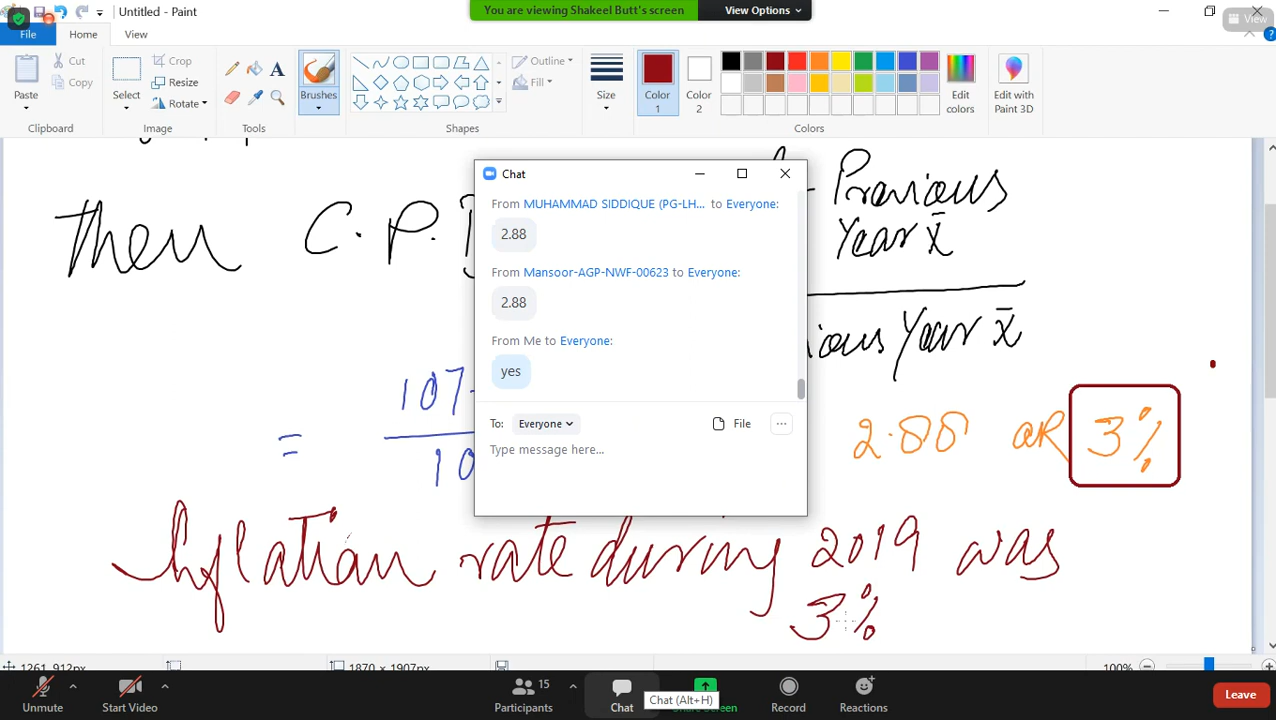 Untitled - Paint
You are viewing Shakeel Butt's screen
View Options
View
File
Home
View
Paste
Cut
Copy
Clipboard
Select
Crop
Resize
Rotate
Image
Tools
Brushes
Shapes
Outline
Fill
Size
Color 1
Color 2
Edit colors
Edit with Paint 3D
Colors
Then C.P.
Previous
Year x̄
Year x̄
107
=
10
2.88 OR 3%
Inflation rate during 2019 was
3%
Chat
From MUHAMMAD SIDDIQUE (PG-LH... to Everyone:
2.88
From Mansoor-AGP-NWF-00623 to Everyone:
2.88
From Me to Everyone:
yes
To: Everyone
File
Type message here...
1261, 912px
1870 × 1907px
100%
Unmute
Start Video
15
Participants
Chat
Chat (Alt+H)
Record
Reactions
Leave